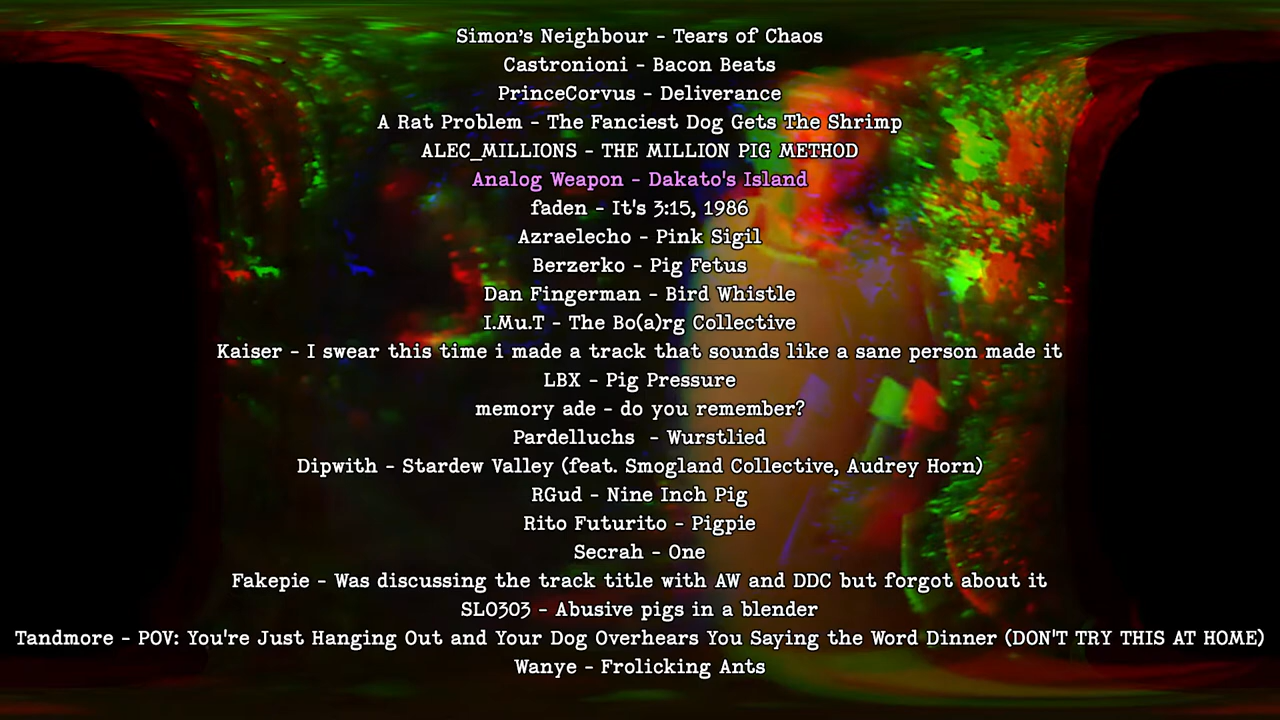 Simon's Neighbour - Tears of Chaos
Castronioni - Bacon Beats
PrinceCorvus - Deliverance
A Rat Problem - The Fanciest Dog Gets The Shrimp
ALEC_MILLIONS - THE MILLION PIG METHOD
Analog Weapon - Dakato's Island
faden - It's 3:15, 1986
Azraelecho - Pink Sigil
Berzerko - Pig Fetus
Dan Fingerman - Bird Whistle
I.Mu.T - The Bo(a)rg Collective
Kaiser - I swear this time i made a track that sounds like a sane person made it
LBX - Pig Pressure
memory ade - do you remember?
Pardelluchs  - Wurstlied
Dipwith - Stardew Valley (feat. Smogland Collective, Audrey Horn)
RGud - Nine Inch Pig
Rito Futurito - Pigpie
Secrah - One
Fakepie - Was discussing the track title with AW and DDC but forgot about it
SLO303 - Abusive pigs in a blender
Tandmore - POV: You're Just Hanging Out and Your Dog Overhears You Saying the Word Dinner (DON'T TRY THIS AT HOME)
Wanye - Frolicking Ants